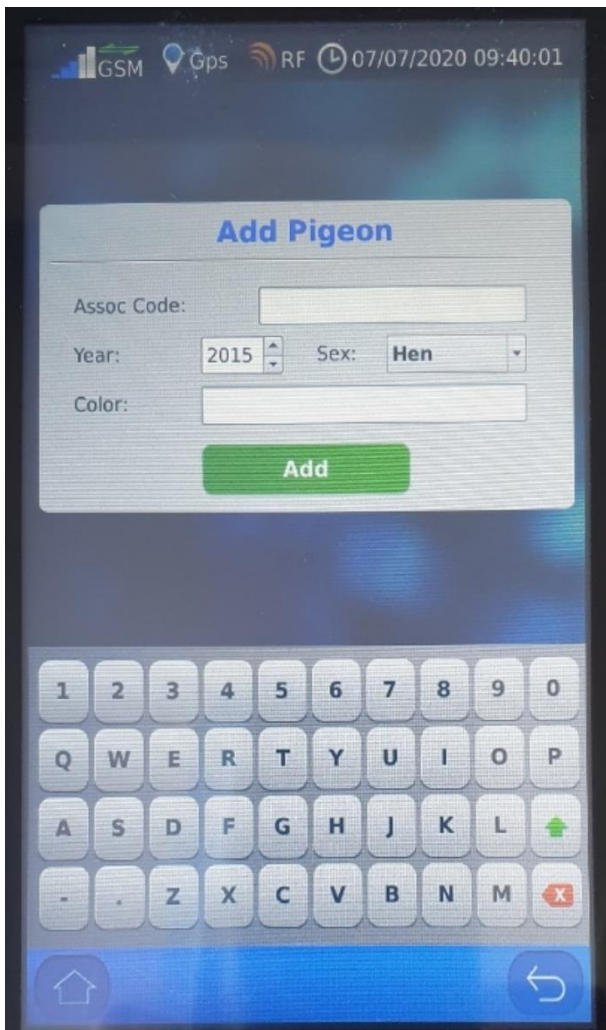 GSM Gps RF 07/07/2020 09:40:01
Add Pigeon
Assoc Code:
Year: 2015 Sex: Hen
Color:
Add
1 2 3 4 5 6 7 8 9 0
Q W E R T Y U I O P
A S D F G H J K L
- . Z X C V B N M X